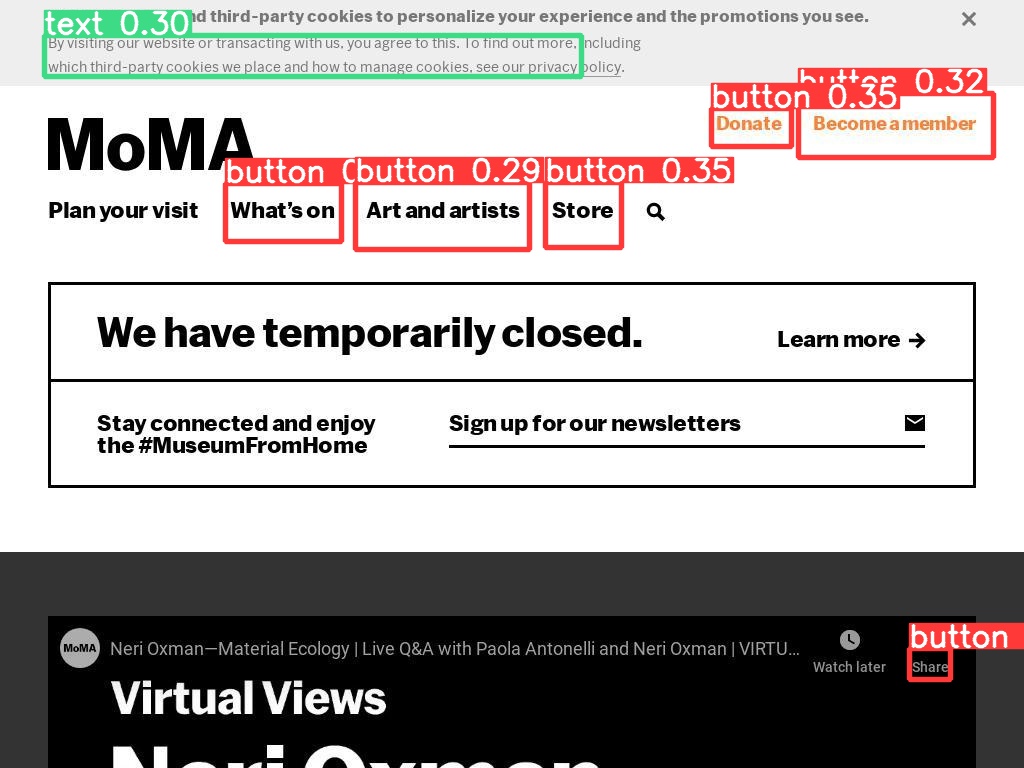 text 0.30
nd third-party cookies to personalize your experience and the promotions you see.
By visiting our website or transacting with us, you agree to this. To find out more, including
which third-party cookies we place and how to manage cookies, see our privacy policy.
button 0.32
button 0.35
Donate
Become a member
MoMA
button
button 0.29
button 0.35
Plan your visit
What's on
Art and artists
Store
We have temporarily closed.
Learn more →
Stay connected and enjoy
the #MuseumFromHome
Sign up for our newsletters
button
MoMA
Neri Oxman—Material Ecology | Live Q&A with Paola Antonelli and Neri Oxman | VIRTU...
Watch later
Share
Virtual Views
Neri Oxman